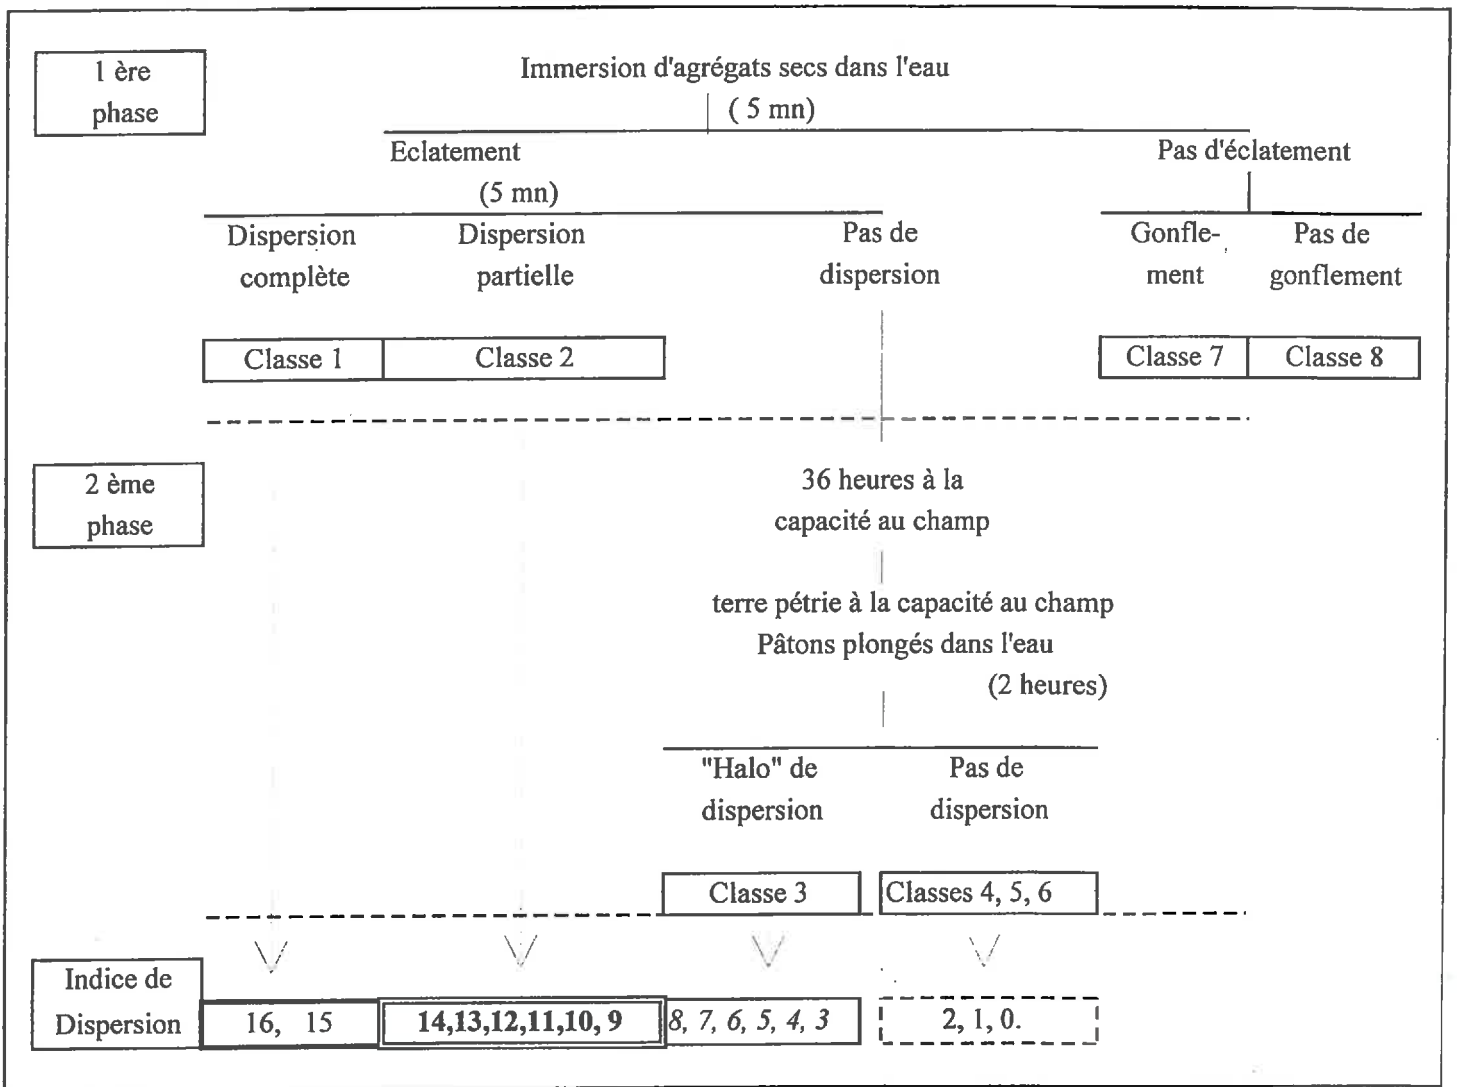 1 ère
phase
Immersion d'agrégats secs dans l'eau
( 5 mn)
Eclatement
Pas d'éclatement
(5 mn)
Dispersion
complète
Dispersion
partielle
Pas de
dispersion
Gonfle-
ment
Pas de
gonflement
Classe 1
Classe 2
Classe 7
Classe 8
2 ème
phase
36 heures à la
capacité au champ
terre pétrie à la capacité au champ
Pâtons plongés dans l'eau
(2 heures)
"Halo" de
dispersion
Pas de
dispersion
Classe 3
Classes 4, 5, 6
Indice de
Dispersion
16, 15
14,13,12,11,10, 9
8, 7, 6, 5, 4, 3
2, 1, 0.